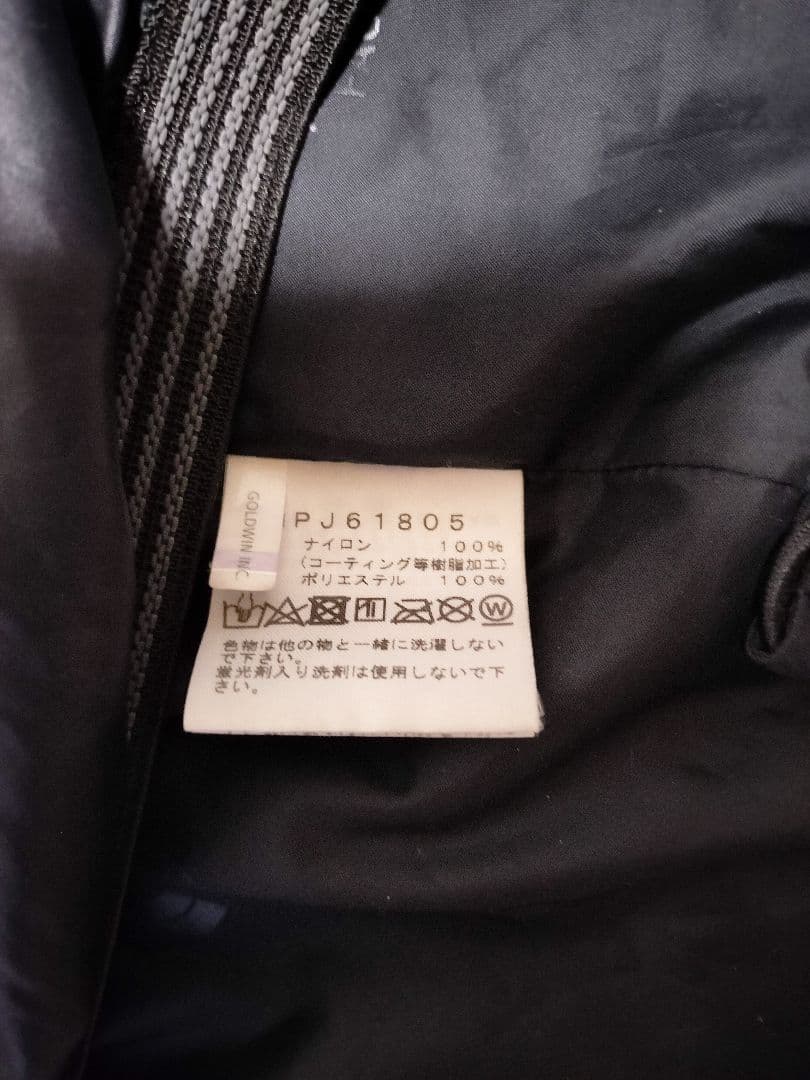 PJ61805
GOLDWIN INC
ナイロン 100%
(コーティング等樹脂加工)
ポリエステル 100%
色物は他の物と一緒に洗濯しない
で下さい。
蛍光剤入り洗剤は使用しないで下
さい。